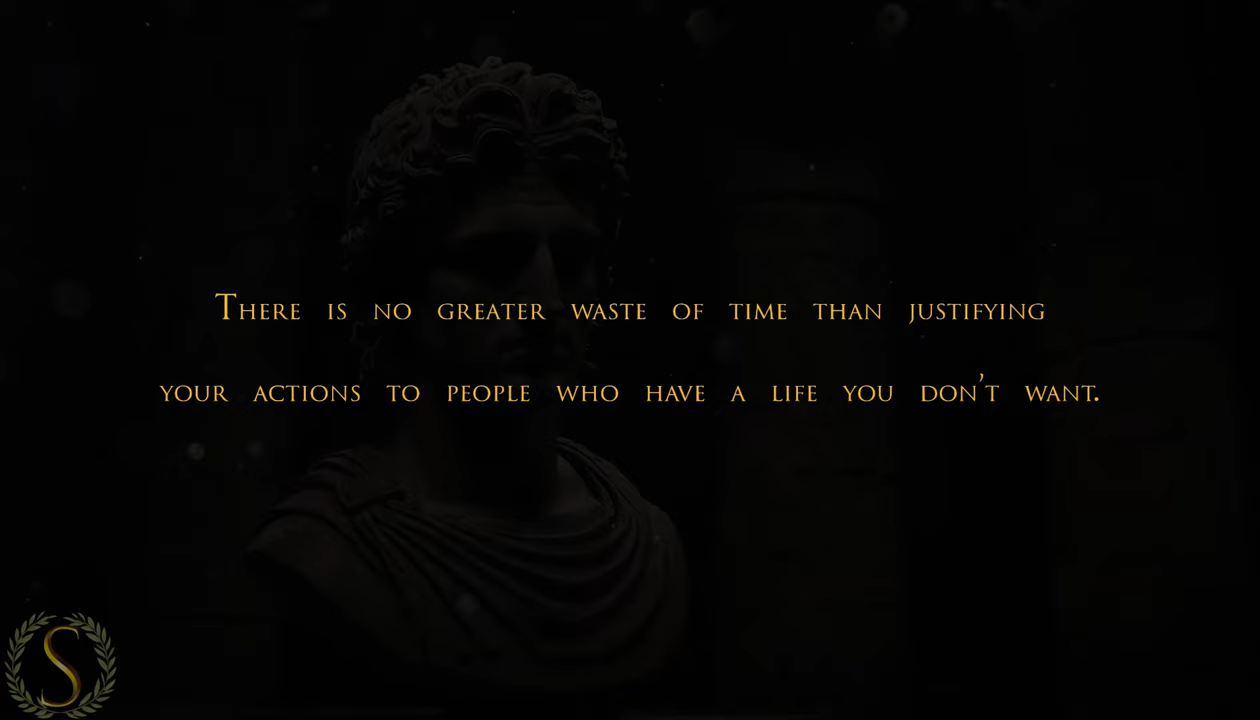 There is no greater waste of time than justifying
your actions to people who have a life you don't want.
S